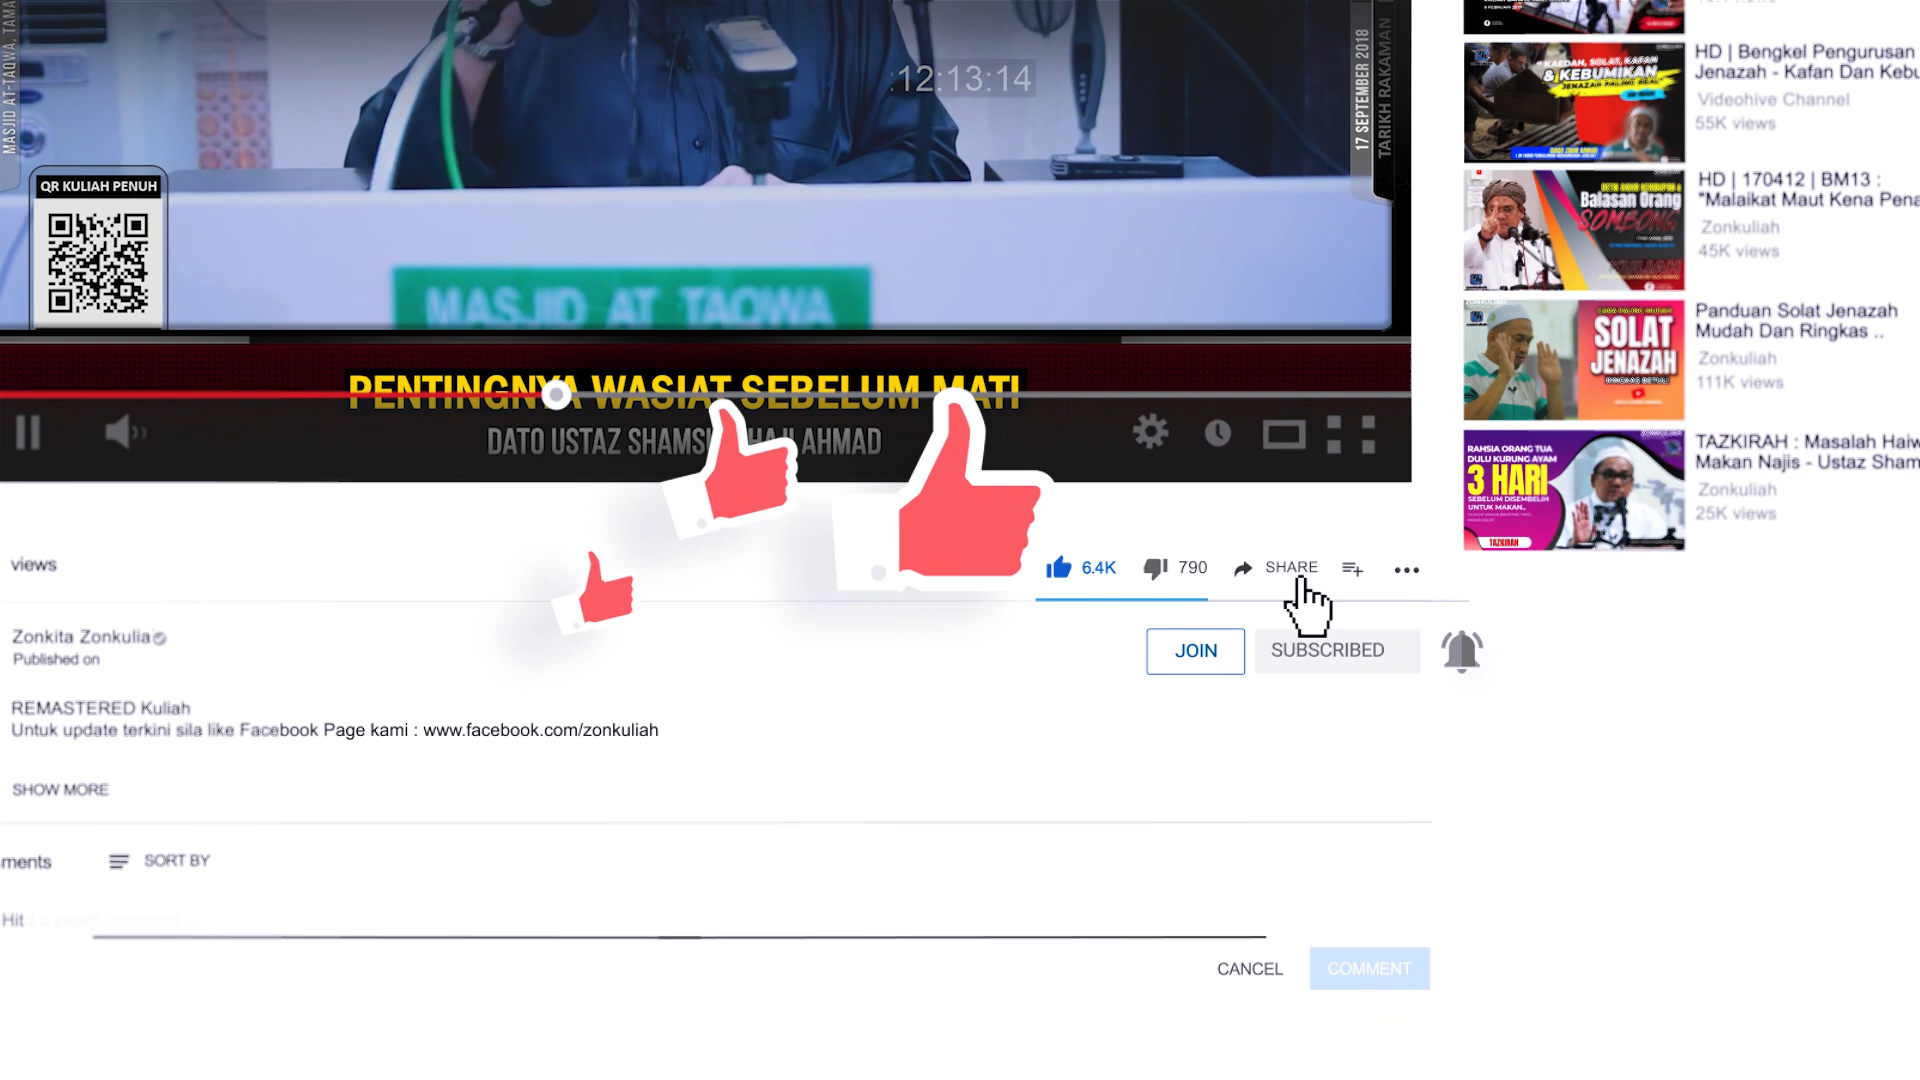 MASJID AT-TAQWA, TAMA
12:13:14
17 SEPTEMBER 2018
TARIKH RAKAMAN
QR KULIAH PENUH
MASJID AT TAQWA
PENTINGNYA WASIAT SEBELUM MATI
DATO USTAZ SHAMS HAJI AHMAD
views
6.4K
790
SHARE
Zonkita Zonkulia
Published on
JOIN
SUBSCRIBED
REMASTERED Kuliah
Untuk update terkini sila like Facebook Page kami : www.facebook.com/zonkuliah
SHOW MORE
ments
SORT BY
Hit
CANCEL
COMMENT
KAEDAH, SOLAT, KAFAN
& KEBUMIKAN
HD | Bengkel Pengurusan
Jenazah - Kafan Dan Kebu
Videohive Channel
55K views
Balasan Orang
SOMBONG
HD | 170412 | BM13 :
"Malaikat Maut Kena Pena
Zonkuliah
45K views
SOLAT
JENAZAH
Panduan Solat Jenazah
Mudah Dan Ringkas ..
Zonkuliah
111K views
RAHSIA ORANG TUA
DULU KURUNG AYAM
3 HARI
SEBELUM DISEMBELIH
UNTUK MAKAN..
TAZKIRAH
TAZKIRAH : Masalah Haiw
Makan Najis - Ustaz Sham
Zonkuliah
25K views